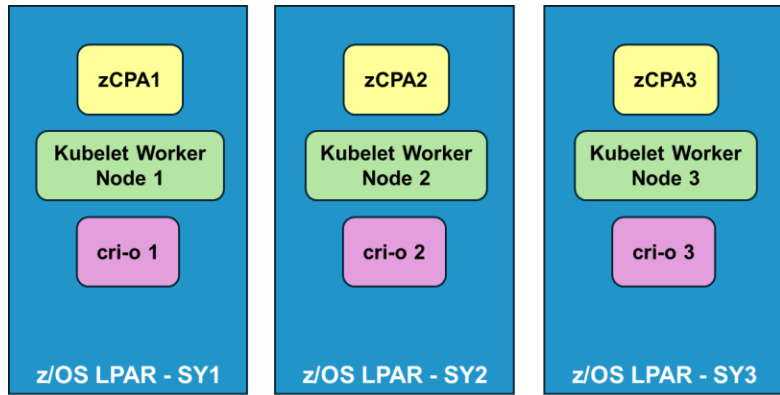 zCPA1
Kubelet Worker
Node 1
cri-o 1
z/OS LPAR - SY1
zCPA2
Kubelet Worker
Node 2
cri-o 2
z/OS LPAR - SY2
zCPA3
Kubelet Worker
Node 3
cri-o 3
z/OS LPAR - SY3